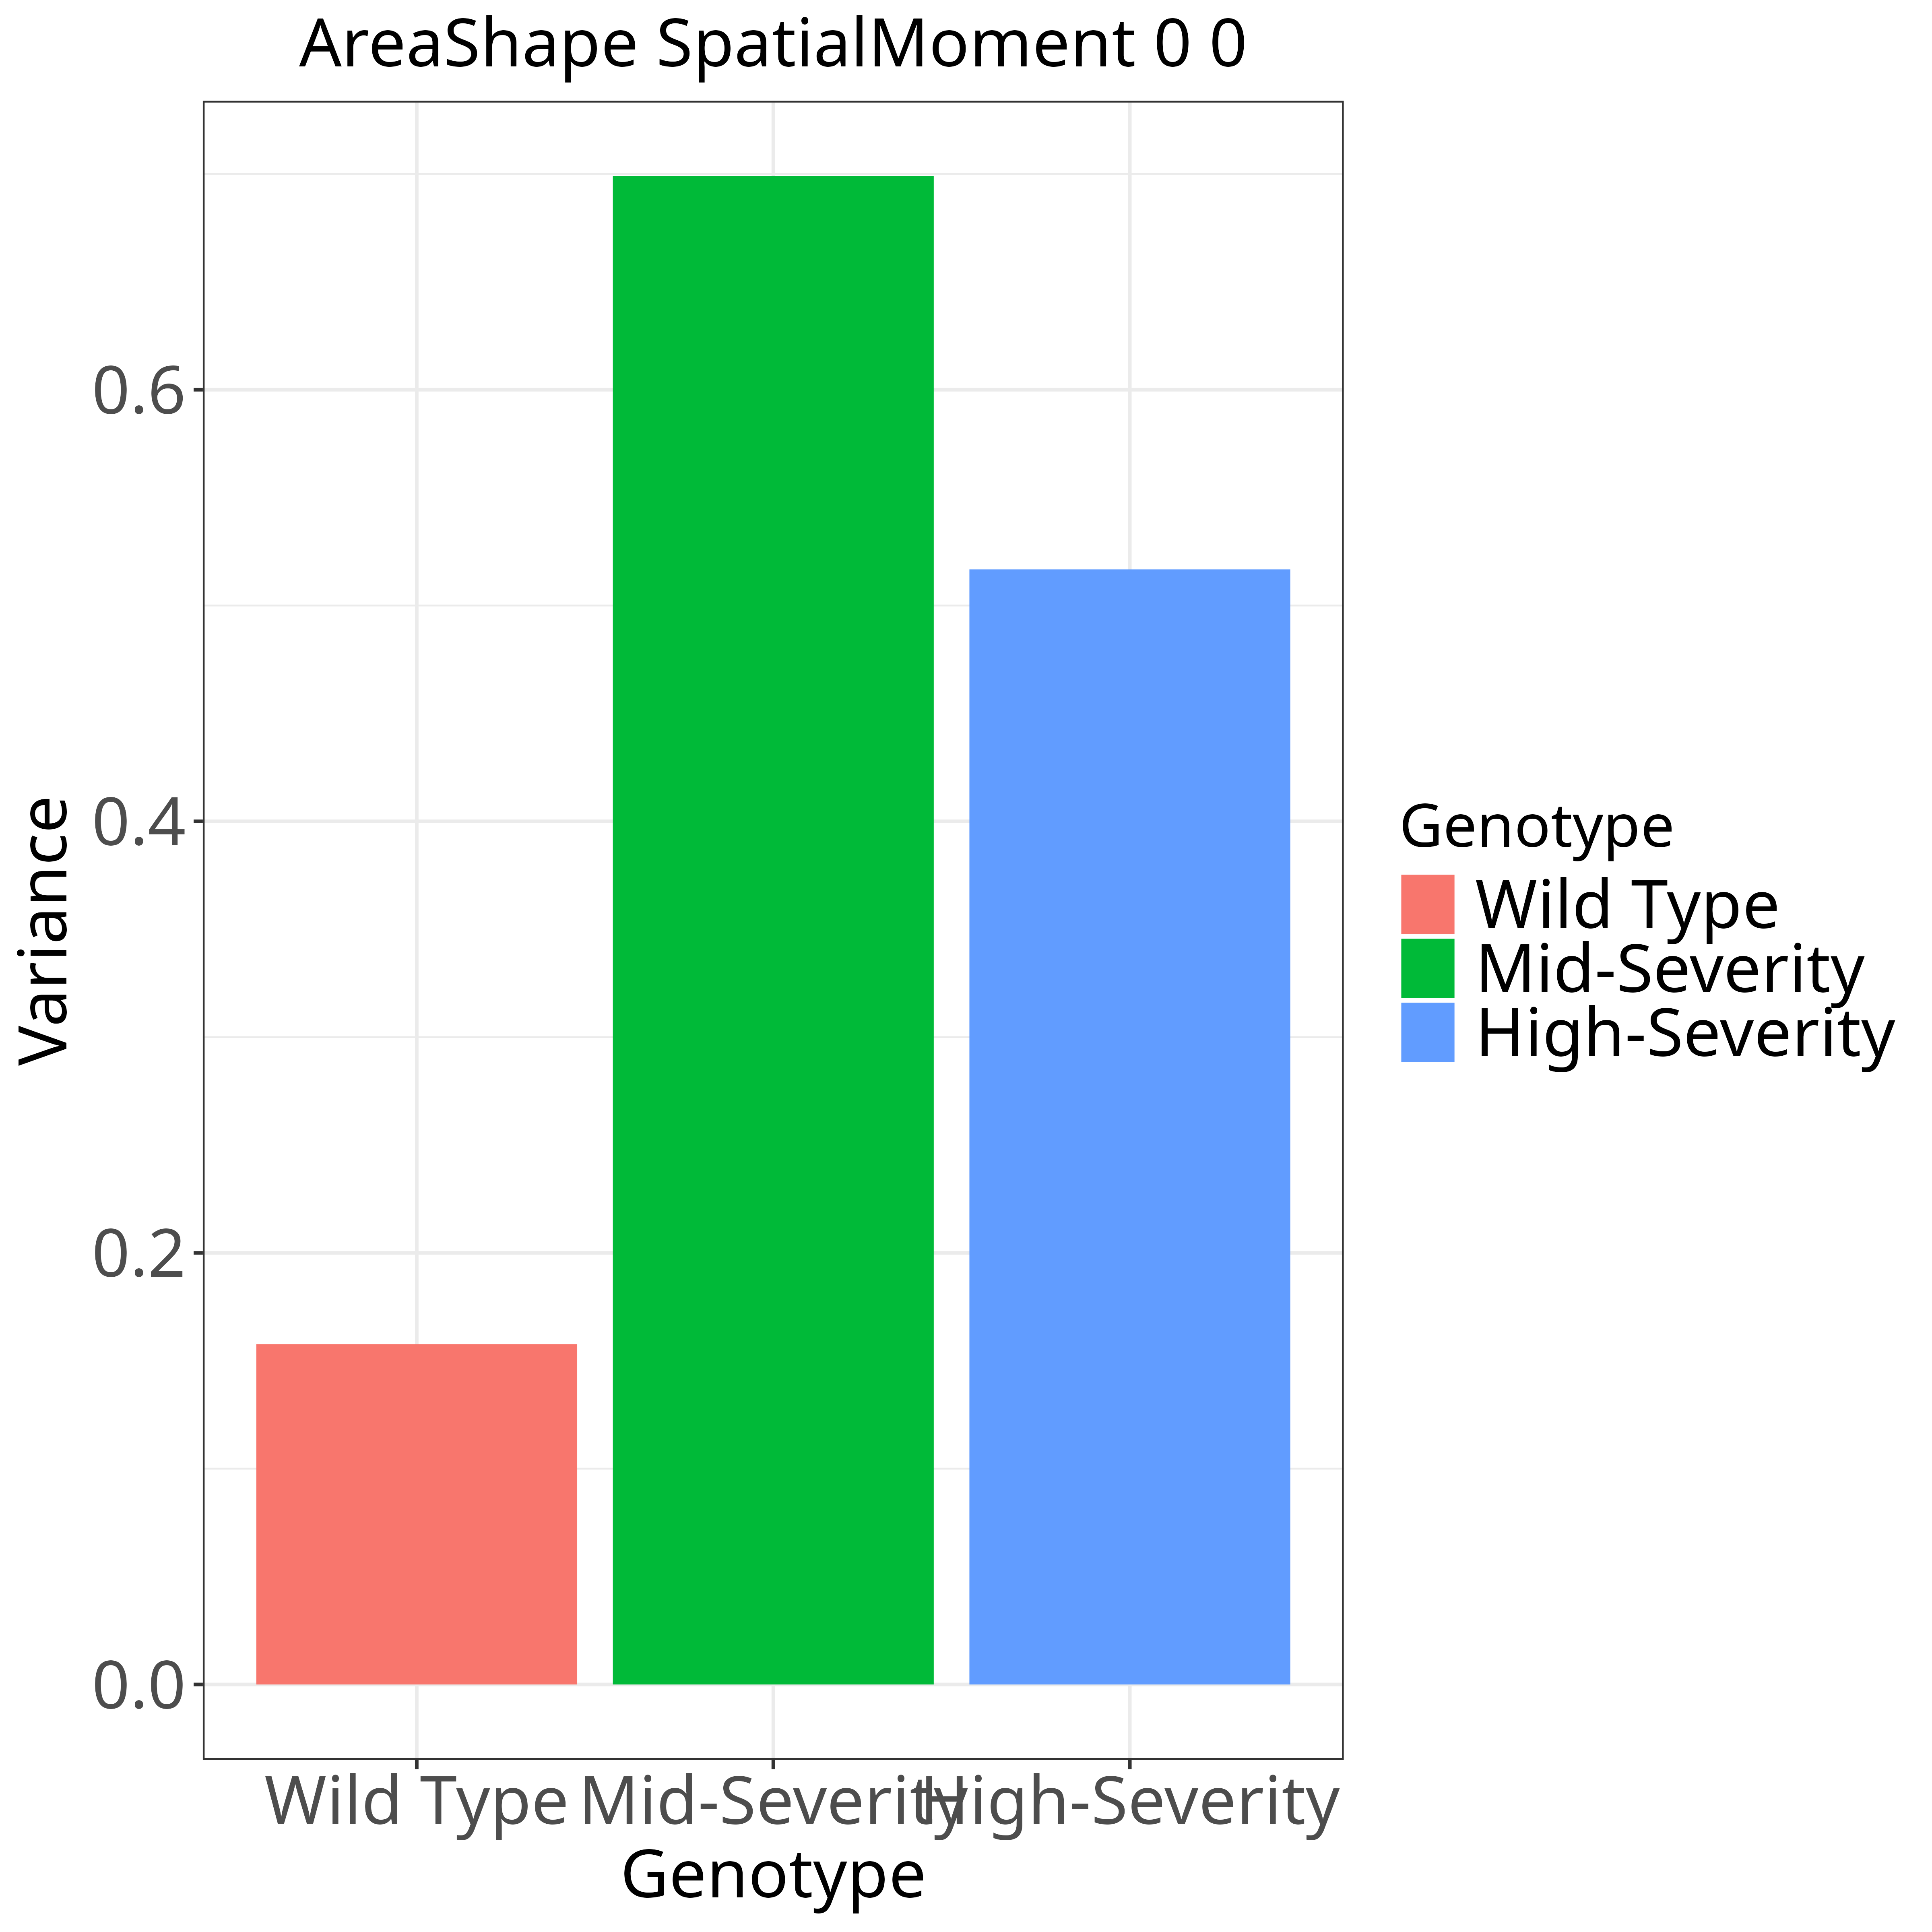 AreaShape SpatialMoment 0 0
Variance
0.6
0.4
0.2
0.0
Wild Type Mid-Severity High-Severity
Genotype
Genotype
Wild Type
Mid-Severity
High-Severity